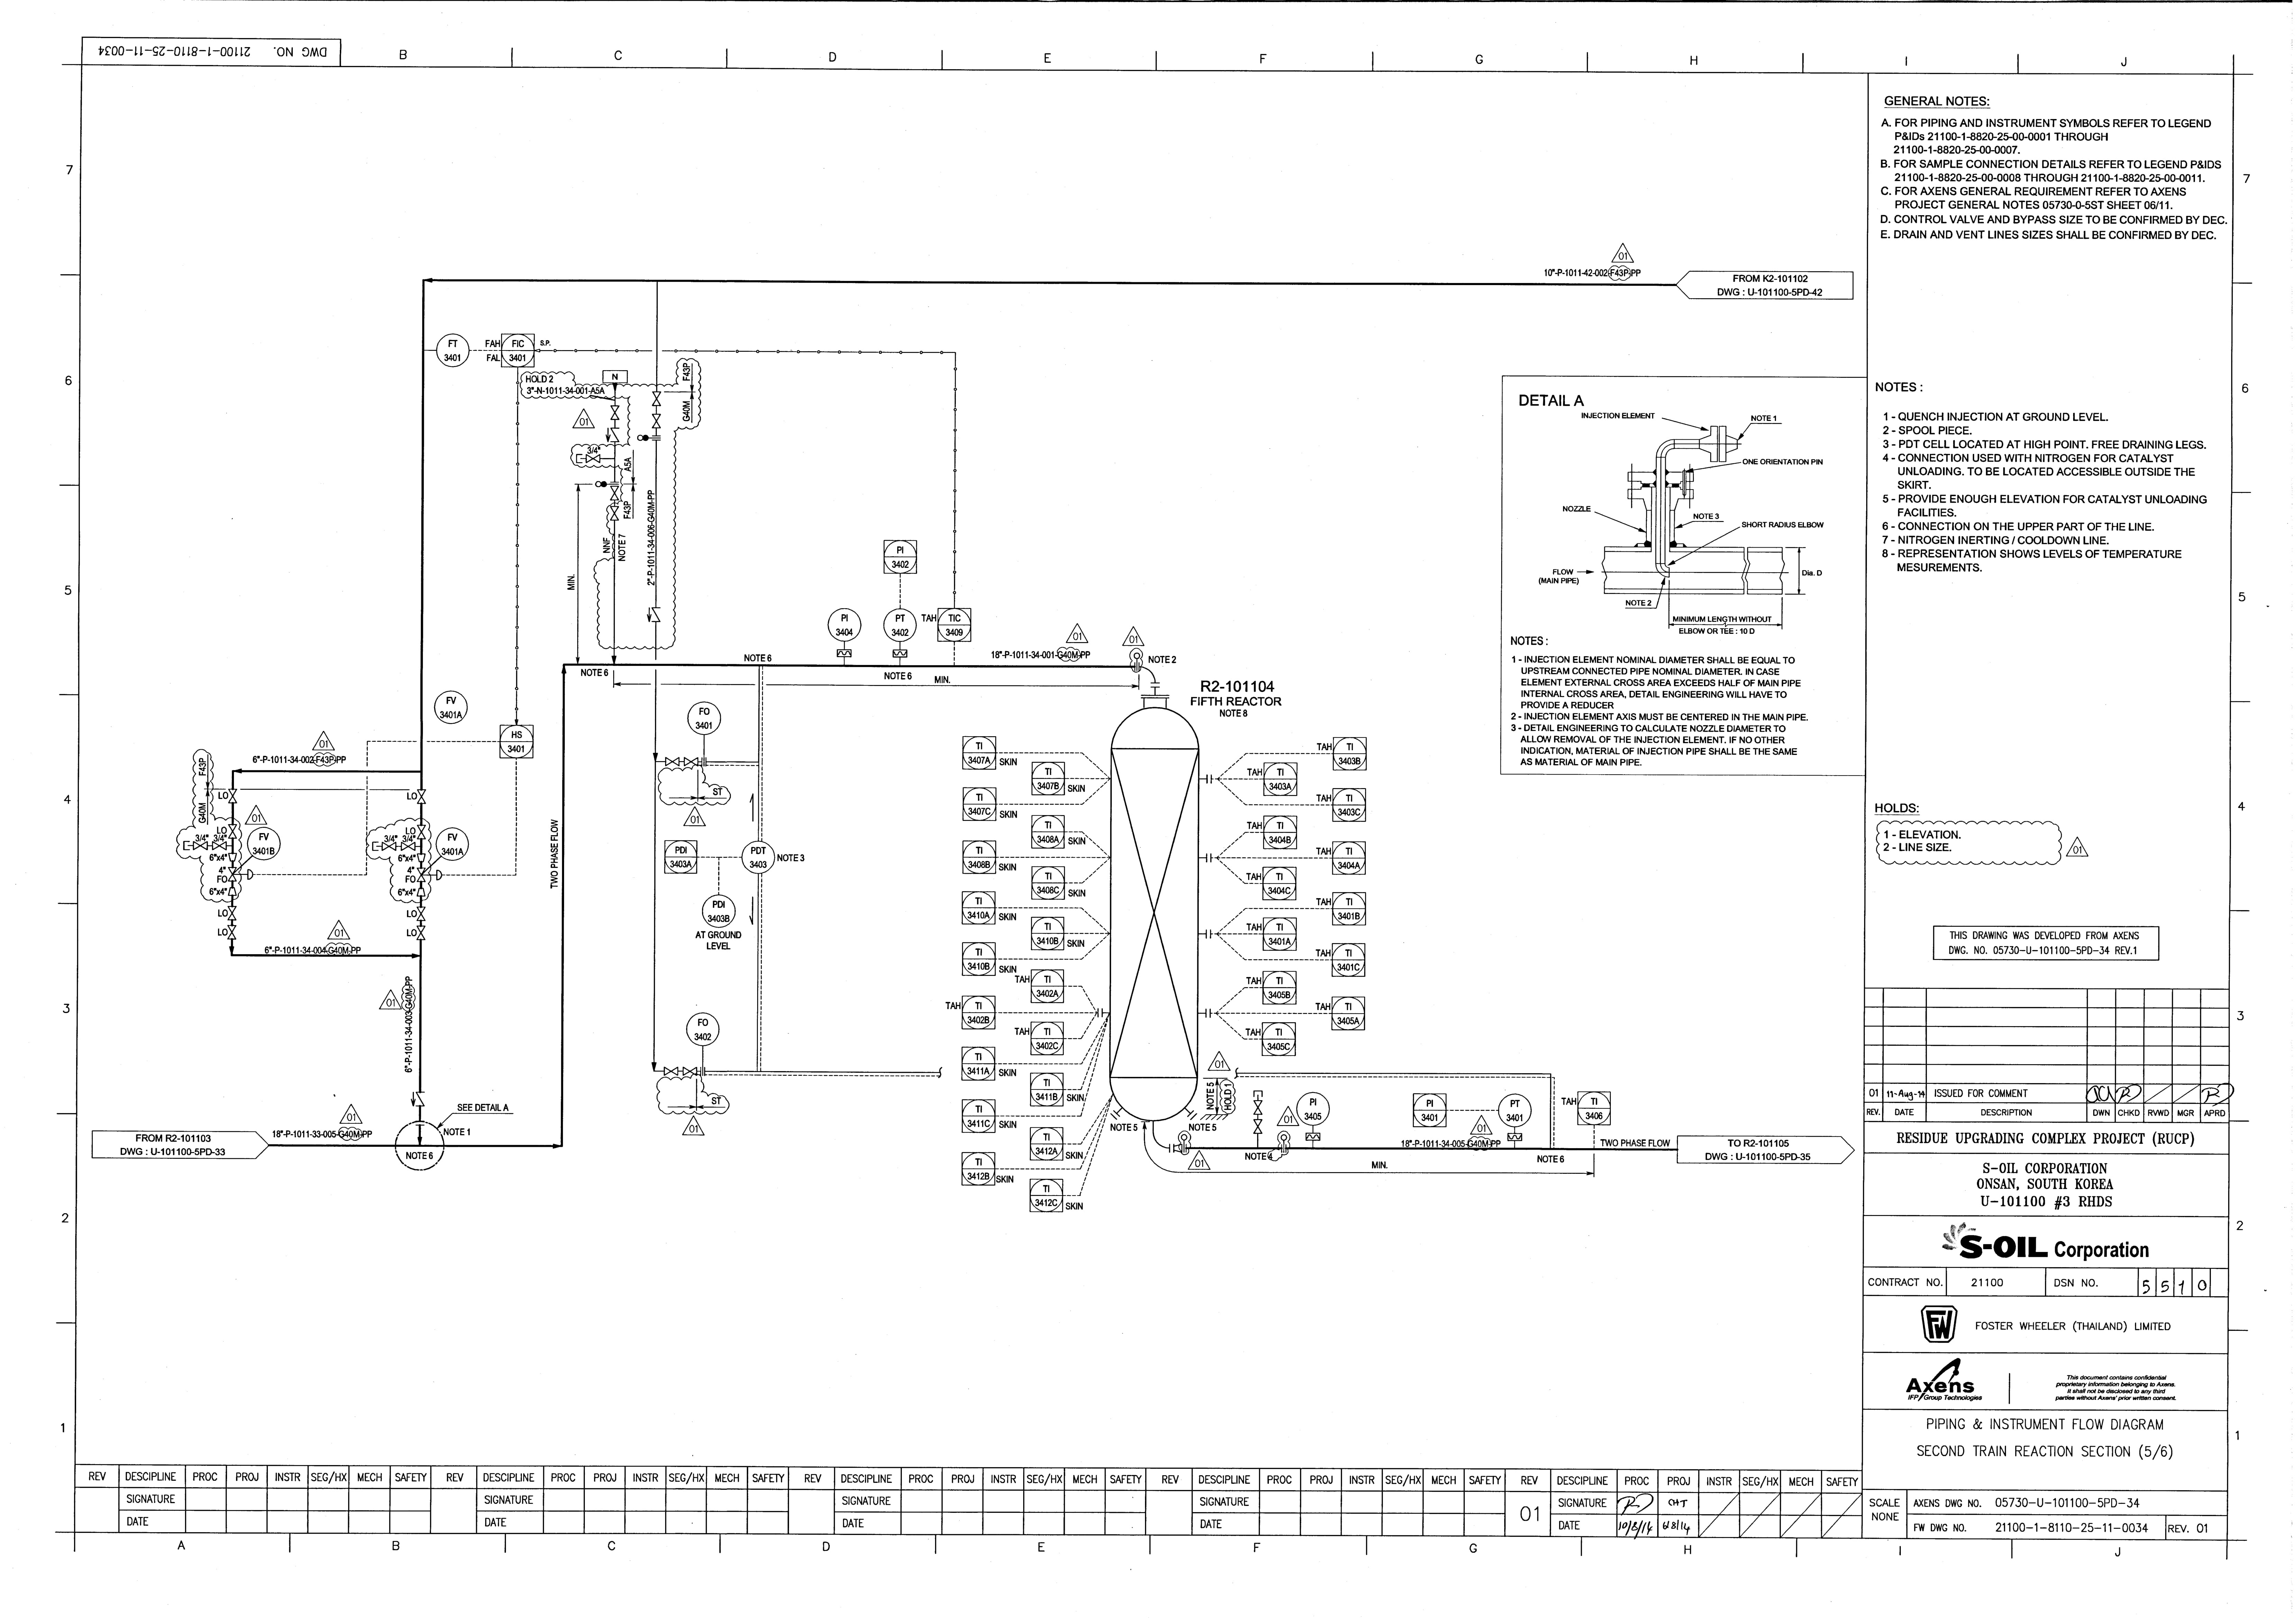 DWG NO. 21100-1-8110-25-11-0034
B
C
D
E
F
G
H
I
J
GENERAL NOTES:
A. FOR PIPING AND INSTRUMENT SYMBOLS REFER TO LEGEND
P&IDs 21100-1-8820-25-00-0001 THROUGH
21100-1-8820-25-00-0007.
B. FOR SAMPLE CONNECTION DETAILS REFER TO LEGEND P&IDS
21100-1-8820-25-00-0008 THROUGH 21100-1-8820-25-00-0011.
C. FOR AXENS GENERAL REQUIREMENT REFER TO AXENS
PROJECT GENERAL NOTES 05730-0-5ST SHEET 06/11.
D. CONTROL VALVE AND BYPASS SIZE TO BE CONFIRMED BY DEC.
E. DRAIN AND VENT LINES SIZES SHALL BE CONFIRMED BY DEC.
7
7
01
10"-P-1011-42-002-F43P-PP
FROM K2-101102
DWG : U-101100-5PD-42
FT
3401
FAH
FAL
FIC
3401
S.P.
6
6
HOLD 2
3"-N-1011-34-001-A5A
N
F43P
G40M
01
3/4"
A5A
F43P
NNF
NOTE 7
2"-P-1011-34-006-G40M-PP
MIN.
DETAIL A
INJECTION ELEMENT
NOTE 1
ONE ORIENTATION PIN
NOZZLE
NOTE 3
SHORT RADIUS ELBOW
FLOW
(MAIN PIPE)
Dia. D
NOTE 2
MINIMUM LENGTH WITHOUT
ELBOW OR TEE : 10 D
NOTES :
1 - INJECTION ELEMENT NOMINAL DIAMETER SHALL BE EQUAL TO
UPSTREAM CONNECTED PIPE NOMINAL DIAMETER. IN CASE
ELEMENT EXTERNAL CROSS AREA EXCEEDS HALF OF MAIN PIPE
INTERNAL CROSS AREA, DETAIL ENGINEERING WILL HAVE TO
PROVIDE A REDUCER
2 - INJECTION ELEMENT AXIS MUST BE CENTERED IN THE MAIN PIPE.
3 - DETAIL ENGINEERING TO CALCULATE NOZZLE DIAMETER TO
ALLOW REMOVAL OF THE INJECTION ELEMENT. IF NO OTHER
INDICATION, MATERIAL OF INJECTION PIPE SHALL BE THE SAME
AS MATERIAL OF MAIN PIPE.
NOTES :
1 - QUENCH INJECTION AT GROUND LEVEL.
2 - SPOOL PIECE.
3 - PDT CELL LOCATED AT HIGH POINT. FREE DRAINING LEGS.
4 - CONNECTION USED WITH NITROGEN FOR CATALYST
UNLOADING. TO BE LOCATED ACCESSIBLE OUTSIDE THE
SKIRT.
5 - PROVIDE ENOUGH ELEVATION FOR CATALYST UNLOADING
FACILITIES.
6 - CONNECTION ON THE UPPER PART OF THE LINE.
7 - NITROGEN INERTING / COOLDOWN LINE.
8 - REPRESENTATION SHOWS LEVELS OF TEMPERATURE
MESUREMENTS.
5
5
PI
3402
PI
3404
PT
3402
TAH
TIC
3409
18"-P-1011-34-001-G40M-PP
01
01
NOTE 2
NOTE 6
NOTE 6
NOTE 6
MIN.
R2-101104
FIFTH REACTOR
NOTE 8
FV
3401A
HS
3401
FO
3401
01
6"-P-1011-34-002-F43P-PP
F43P
G40M
4
4
LO
LO
01
LO
LO
3/4" 3/4"
3/4" 3/4"
FV
3401B
FV
3401A
01
6"x4"
6"x4"
4"
FO
4"
FO
6"x4"
6"x4"
LO
LO
LO
LO
TWO PHASE FLOW
ST
01
PDI
3403A
PDT
3403
NOTE 3
PDI
3403B
AT GROUND
LEVEL
01
6"-P-1011-34-004-G40M-PP
01
6"-P-1011-34-003-G40M-PP
FO
3402
ST
01
TI
3407A
SKIN
TI
3407B
SKIN
TI
3407C
SKIN
TI
3408A
SKIN
TI
3408B
SKIN
TI
3408C
SKIN
TI
3410A
SKIN
TI
3410B
SKIN
TI
3410B
SKIN
TAH
TI
3402A
TAH
TI
3402B
TAH
TI
3402C
TI
3411A
SKIN
TI
3411B
SKIN
TI
3411C
SKIN
TI
3412A
SKIN
TI
3412B
SKIN
TI
3412C
SKIN
TAH
TI
3403B
TAH
TI
3403A
TAH
TI
3403C
TAH
TI
3404B
TAH
TI
3404A
TAH
TI
3404C
TAH
TI
3401B
TAH
TI
3401A
TAH
TI
3401C
TAH
TI
3405B
TAH
TI
3405A
TAH
TI
3405C
3
3
01
NOTE 5
HOLD 1
NOTE 5
NOTE 5
01
NOTE 4
01
PI
3405
PI
3401
PT
3401
01
18"-P-1011-34-005-G40M-PP
TAH
TI
3406
TWO PHASE FLOW
NOTE 6
MIN.
TO R2-101105
DWG : U-101100-5PD-35
SEE DETAIL A
NOTE 1
NOTE 6
01
18"-P-1011-33-005-G40M-PP
FROM R2-101103
DWG : U-101100-5PD-33
HOLDS:
1 - ELEVATION.
2 - LINE SIZE.
01
THIS DRAWING WAS DEVELOPED FROM AXENS
DWG. NO. 05730-U-101100-5PD-34 REV.1
01 11-Aug-14 ISSUED FOR COMMENT
REV. DATE DESCRIPTION DWN CHKD RVWD MGR APRD
RESIDUE UPGRADING COMPLEX PROJECT (RUCP)
S-OIL CORPORATION
ONSAN, SOUTH KOREA
U-101100 #3 RHDS
2
2
S-OIL Corporation
CONTRACT NO. 21100 DSN NO. 5 5 1 0
FW FOSTER WHEELER (THAILAND) LIMITED
Axens
IFP Group Technologies
This document contains confidential
proprietary information belonging to Axens.
It shall not be disclosed to any third
parties without Axens' prior written consent.
PIPING & INSTRUMENT FLOW DIAGRAM
SECOND TRAIN REACTION SECTION (5/6)
1
1
REV DESCIPLINE PROC PROJ INSTR SEG/HX MECH SAFETY REV DESCIPLINE PROC PROJ INSTR SEG/HX MECH SAFETY REV DESCIPLINE PROC PROJ INSTR SEG/HX MECH SAFETY REV DESCIPLINE PROC PROJ INSTR SEG/HX MECH SAFETY REV DESCIPLINE PROC PROJ INSTR SEG/HX MECH SAFETY
SIGNATURE SIGNATURE SIGNATURE SIGNATURE 01 SIGNATURE CHT
DATE DATE DATE DATE DATE 10/8/14 6/8/14
SCALE
NONE
AXENS DWG NO. 05730-U-101100-5PD-34
FW DWG NO. 21100-1-8110-25-11-0034 REV. 01
A
B
C
D
E
F
G
H
I
J